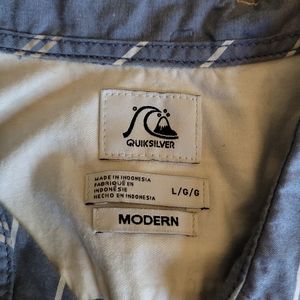 QUIKSILVER
MADE IN INDONESIA
FABRIQUÉ EN
INDONÉSIE
HECHO EN INDONESIA
L/G/G
MODERN